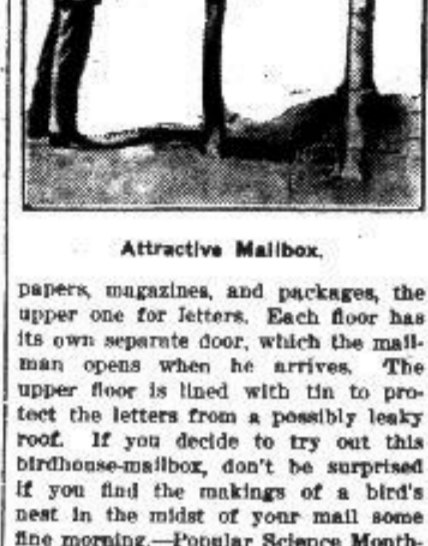 Attractive Mailbox.
papers, magazines, and packages, the
upper one for letters. Each floor has
its own separate door, which the mail-
man opens when he arrives. The
upper floor is lined with tin to pro-
tect the letters from a possibly leaky
roof. If you decide to try out this
birdhouse-mailbox, don't be surprised
if you find the makings of a bird's
nest in the midst of your mail some
fine morning.—Popular Science Month-